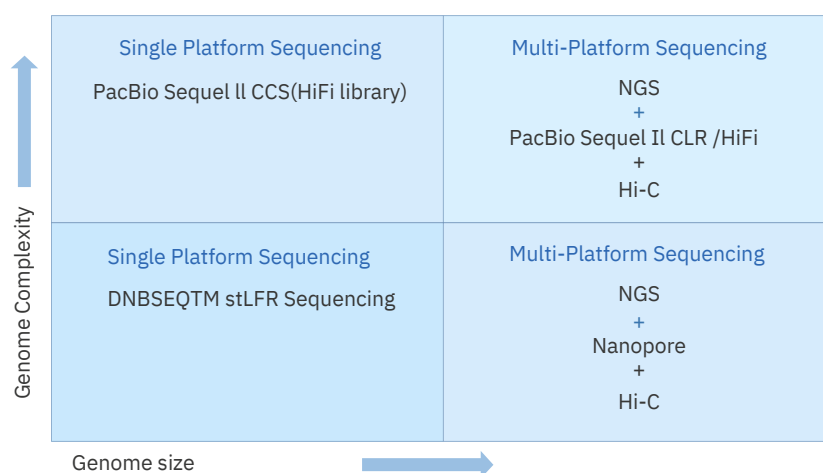 Single Platform Sequencing
PacBio Sequel ll CCS(HiFi library)
Multi-Platform Sequencing
NGS
+
PacBio Sequel Il CLR /HiFi
+
Hi-C
Single Platform Sequencing
DNBSEQTM stLFR Sequencing
Multi-Platform Sequencing
NGS
+
Nanopore
+
Hi-C
Genome Complexity
Genome size